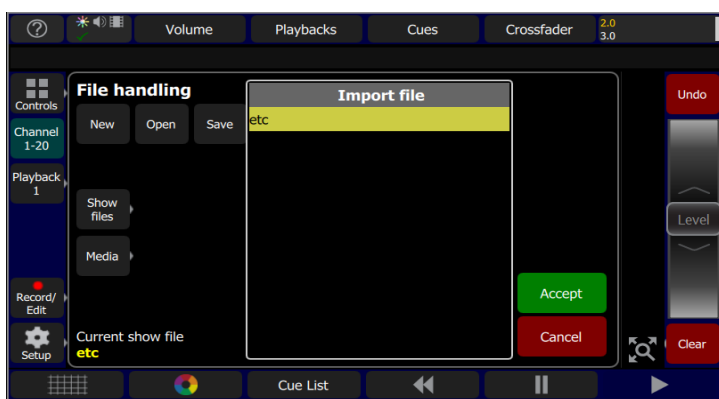 ?
Volume
Playbacks
Cues
Crossfader
2.0
3.0
Controls
Channel
1-20
Playback
1
Record/
Edit
Setup
File handling
New
Open
Save
Show
files
Media
Current show file
etc
Import file
etc
Accept
Cancel
Undo
Level
Clear
Cue List